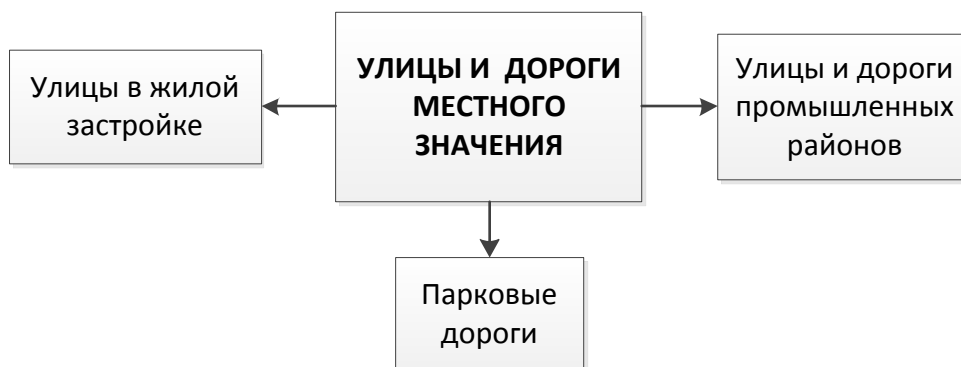 Улицы в жилой
застройке
УЛИЦЫ И ДОРОГИ
МЕСТНОГО
ЗНАЧЕНИЯ
Улицы и дороги
промышленных
районов
Парковые
дороги